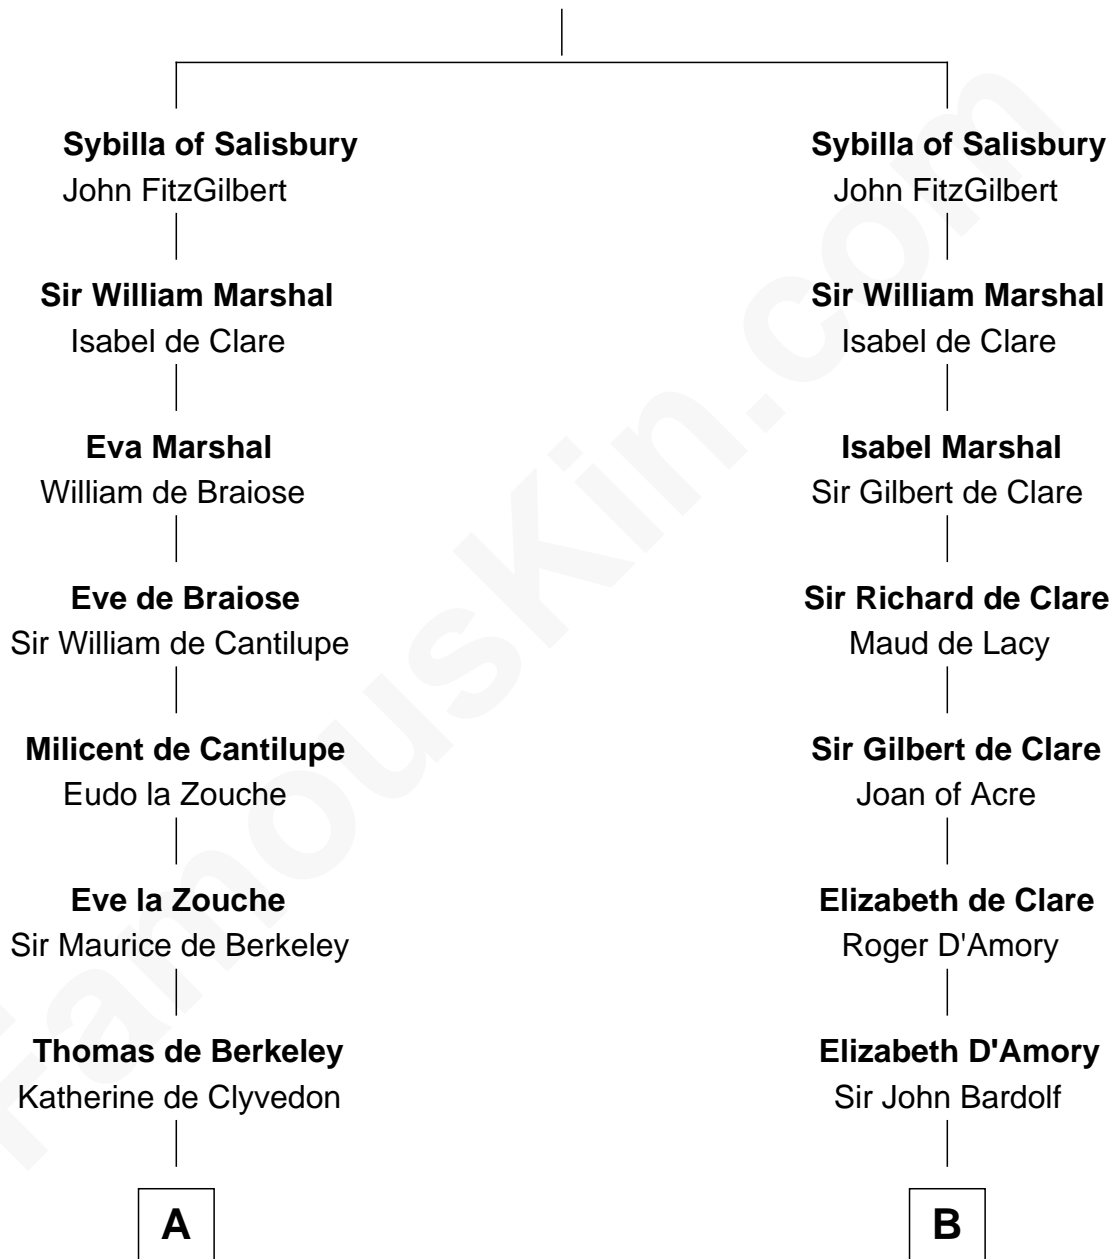 Sybilla of Salisbury
John FitzGilbert
Sir William Marshal
Isabel de Clare
Eva Marshal
William de Braiose
Eve de Braiose
Sir William de Cantilupe
Milicent de Cantilupe
Eudo la Zouche
Eve la Zouche
Sir Maurice de Berkeley
Thomas de Berkeley
Katherine de Clyvedon
A
Sybilla of Salisbury
John FitzGilbert
Sir William Marshal
Isabel de Clare
Isabel Marshal
Sir Gilbert de Clare
Sir Richard de Clare
Maud de Lacy
Sir Gilbert de Clare
Joan of Acre
Elizabeth de Clare
Roger D'Amory
Elizabeth D'Amory
Sir John Bardolf
B
FamousKin.com